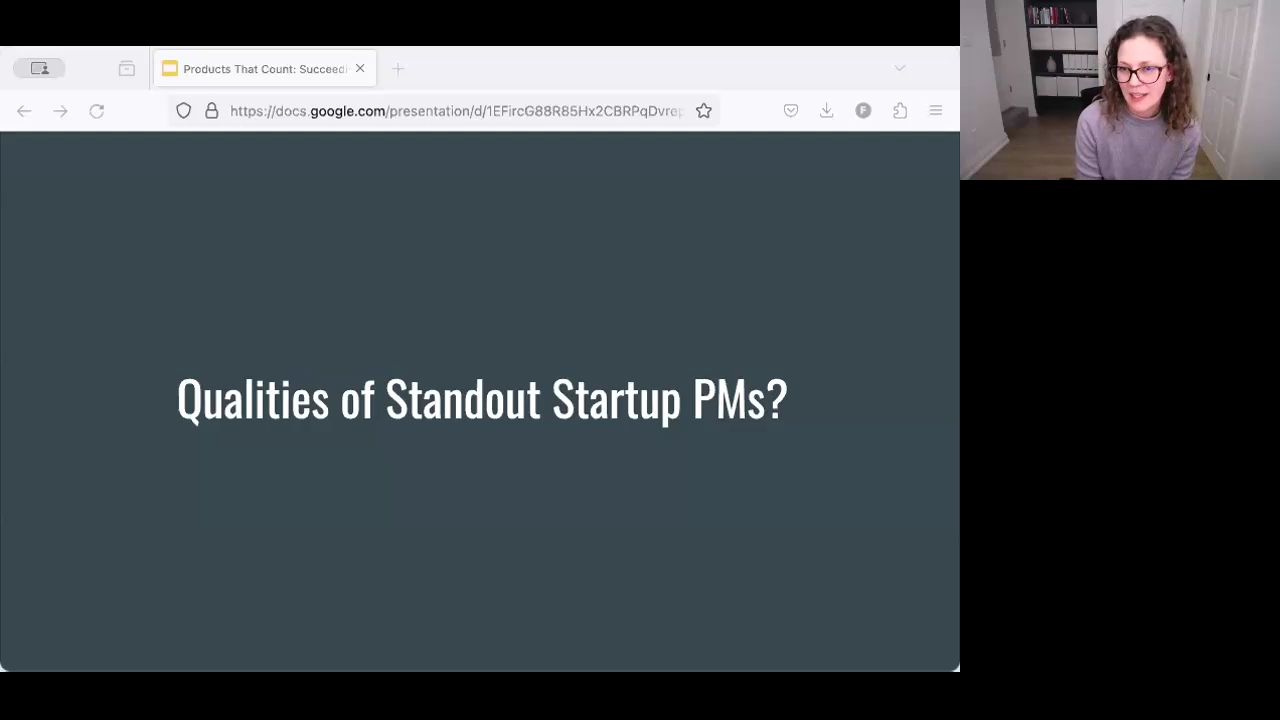 Products That Count: Succeedi
https://docs.google.com/presentation/d/1EFircG88R85Hx2CBRPqDvrep
F
Qualities of Standout Startup PMs?